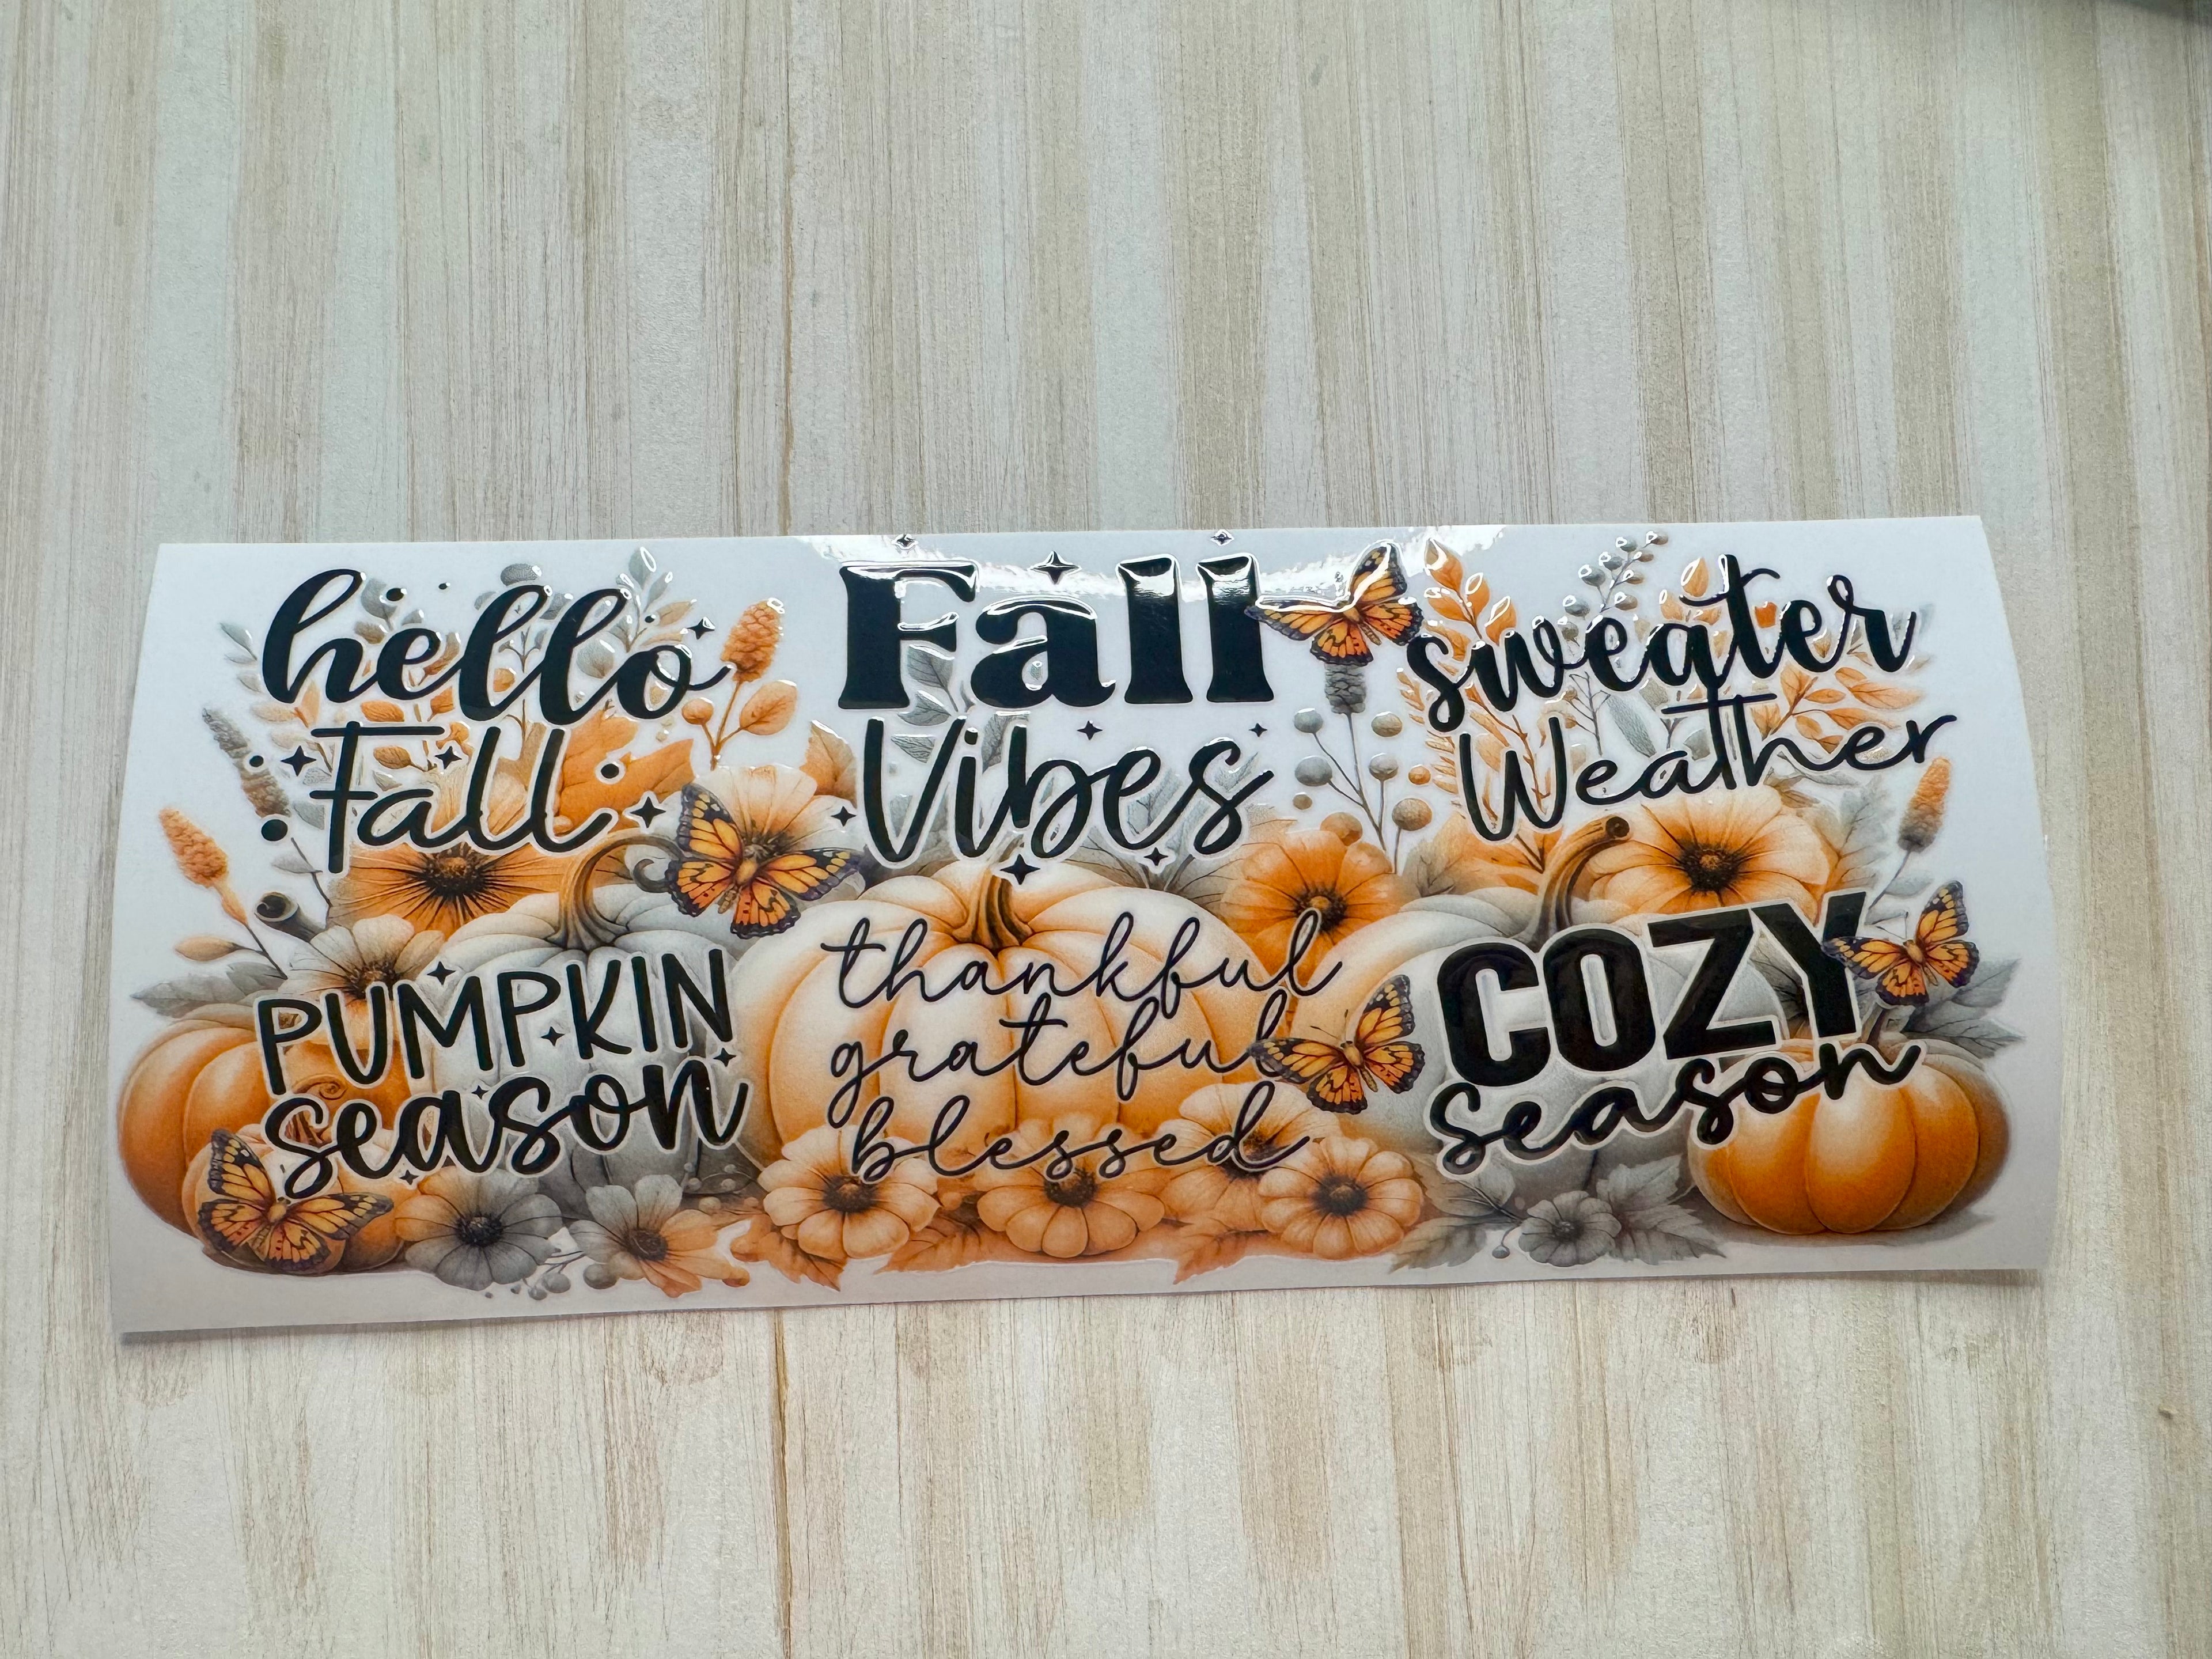 hello
Fall
Fall
Vibes
sweater
Weather
PUMPKIN
season
thankful
grateful
blessed
COZY
season